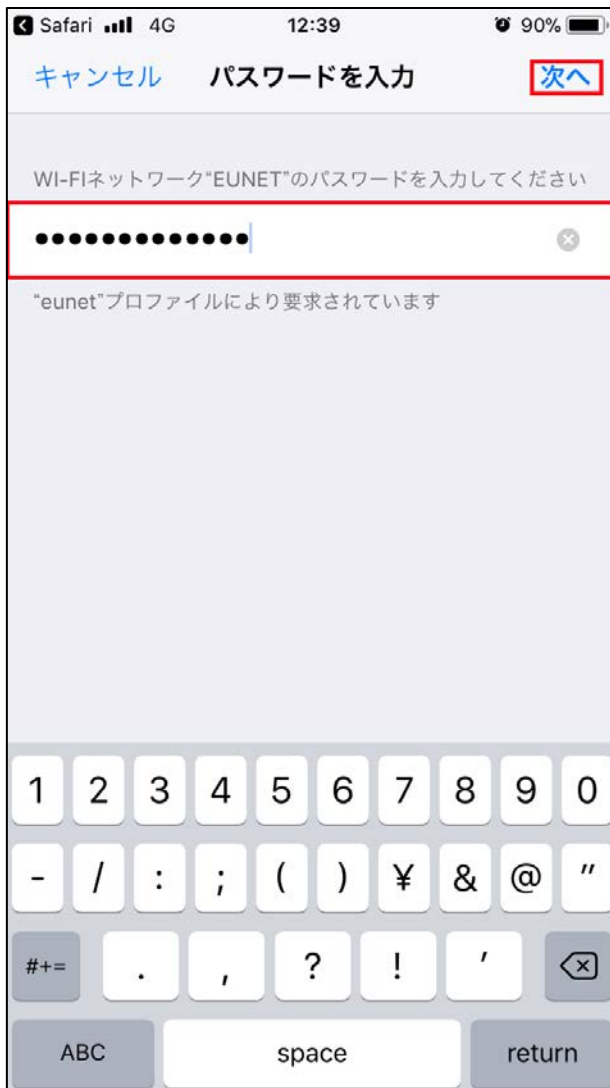 Safari 4G 12:39 90%
キャンセル パスワードを入力 次へ
WI-FIネットワーク“EUNET”のパスワードを入力してください
●●●●●●●●●●●●●
“eunet”プロファイルにより要求されています
1 2 3 4 5 6 7 8 9 0
- / : ; ( ) ¥ & @ "
#+= . , ? ! ′
ABC space return